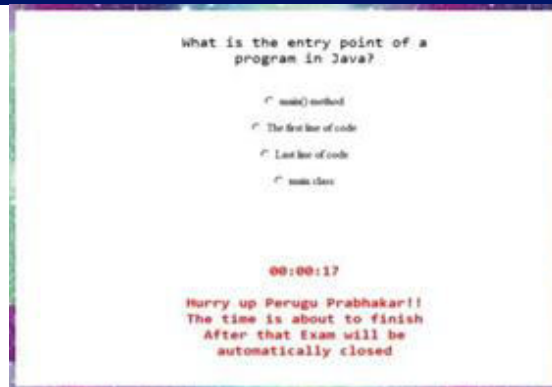 What is the entry point of a
program in Java?
main() method
The first line of code
Last line of code
main class
00:00:17
Hurry up Perugu Prabhakar!!
The time is about to finish
After that Exam will be
automatically closed